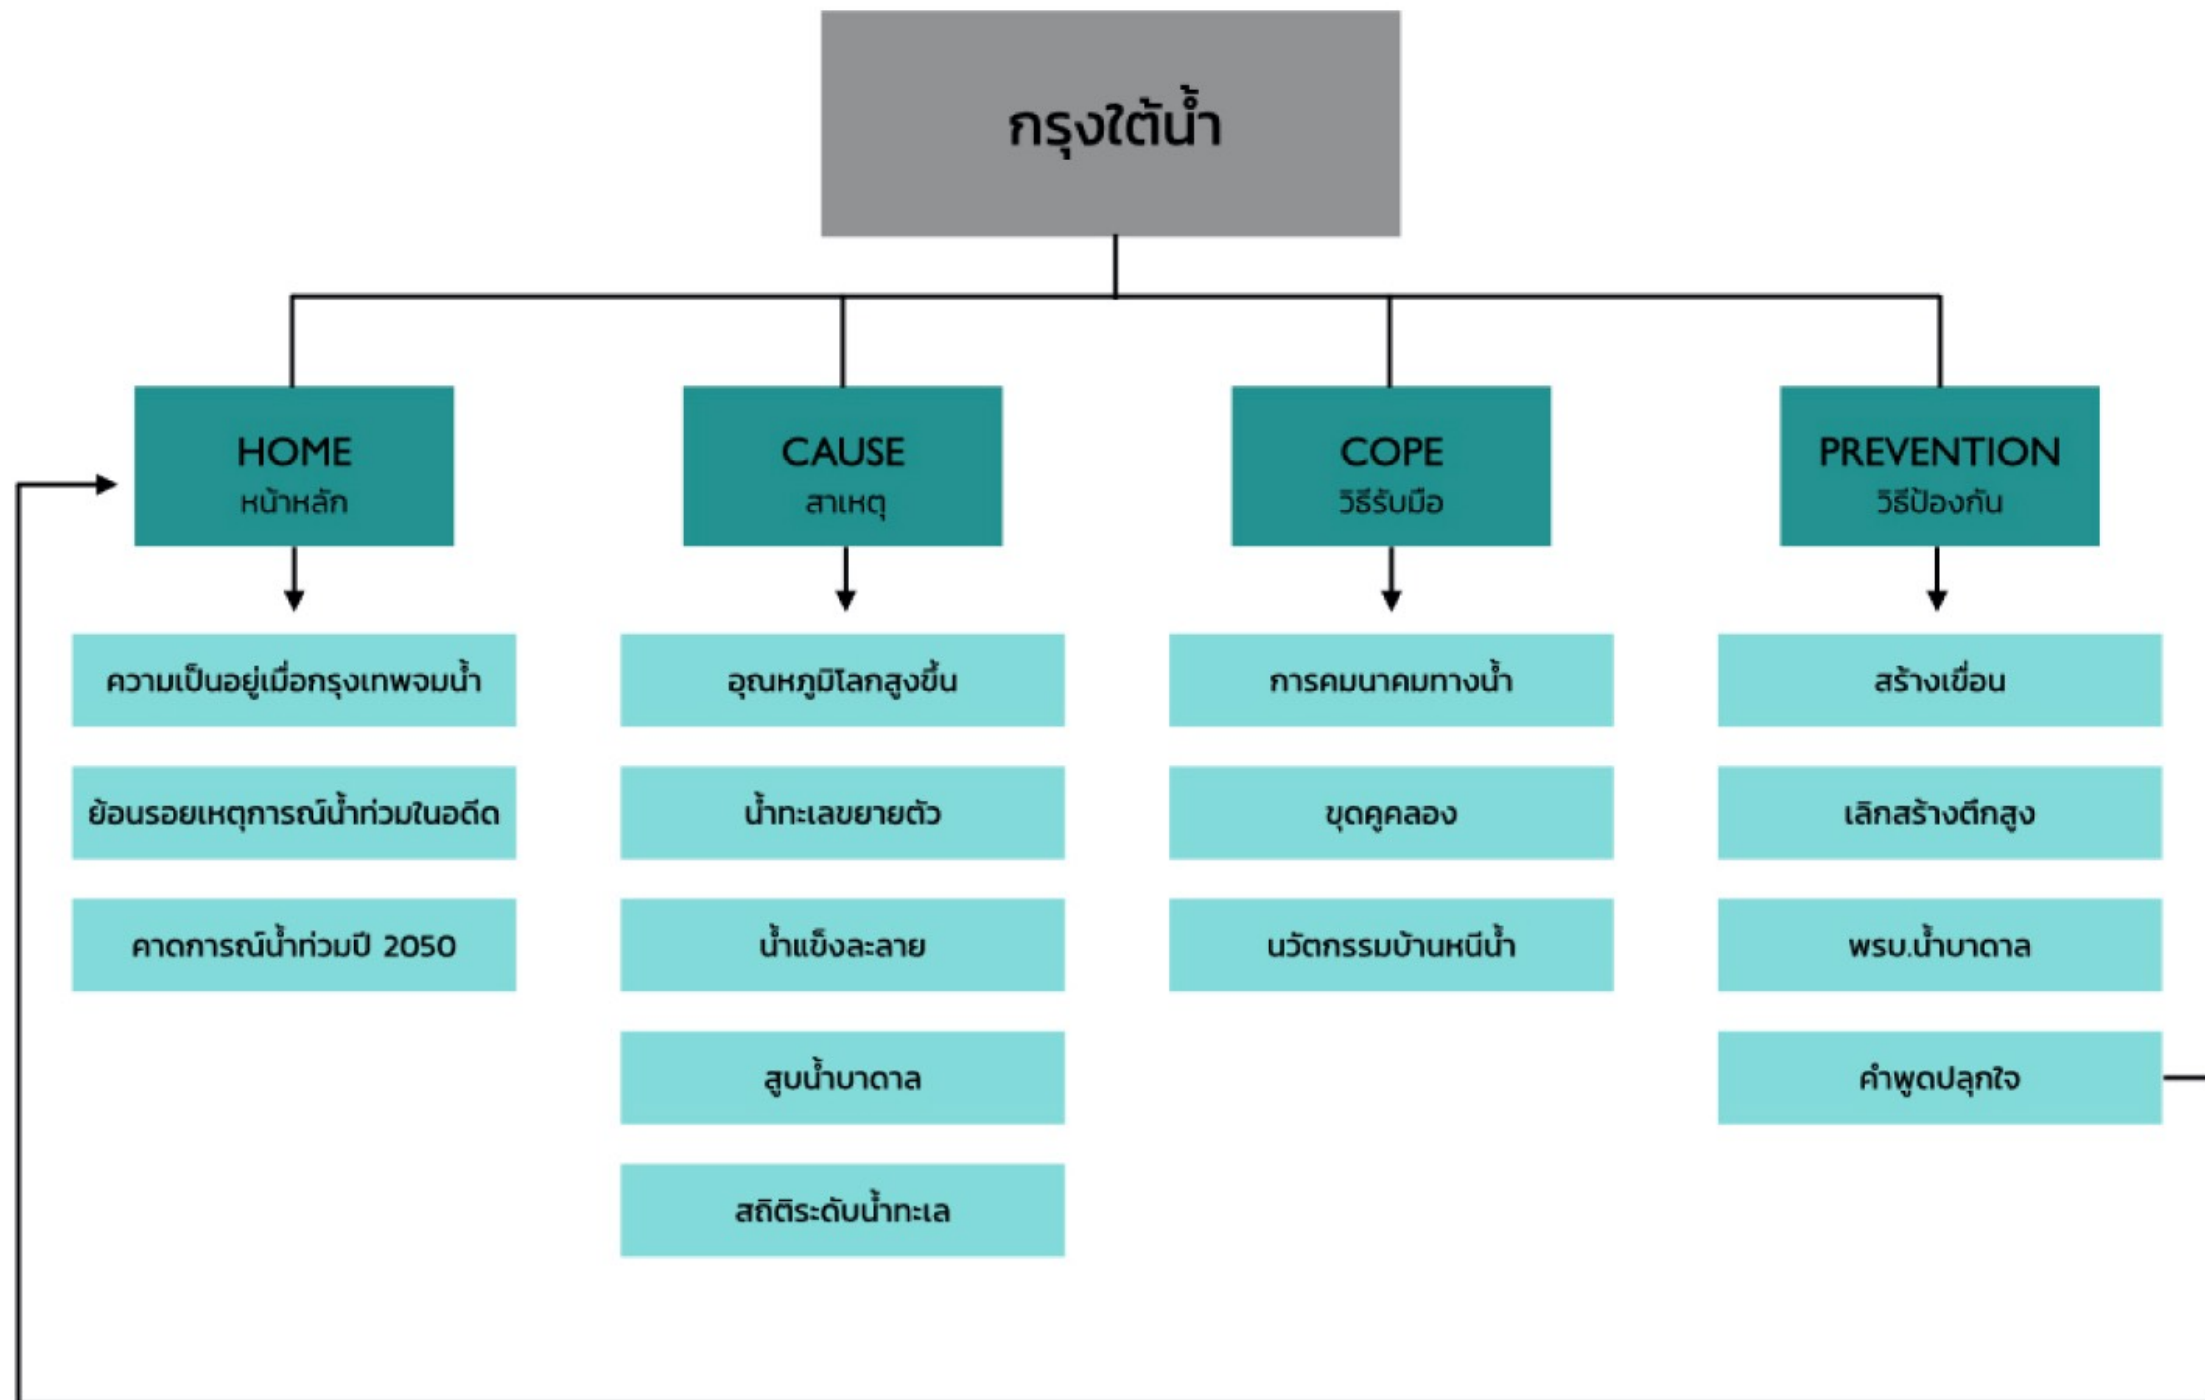 กรุงใต้น้ำ
HOME
หน้าหลัก
ความเป็นอยู่เมื่อกรุงเทพจมน้ำ
ย้อนรอยเหตุการณ์น้ำท่วมในอดีต
คาดการณ์น้ำท่วมปี 2050
CAUSE
สาเหตุ
อุณหภูมิโลกสูงขึ้น
น้ำทะเลขยายตัว
น้ำแข็งละลาย
สูบน้ำบาดาล
สถิติระดับน้ำทะเล
COPE
วิธีรับมือ
การคมนาคมทางน้ำ
ขุดคูคลอง
นวัตกรรมบ้านหนีน้ำ
PREVENTION
วิธีป้องกัน
สร้างเขื่อน
เลิกสร้างตึกสูง
พรบ.น้ำบาดาล
คำพูดปลุกใจ